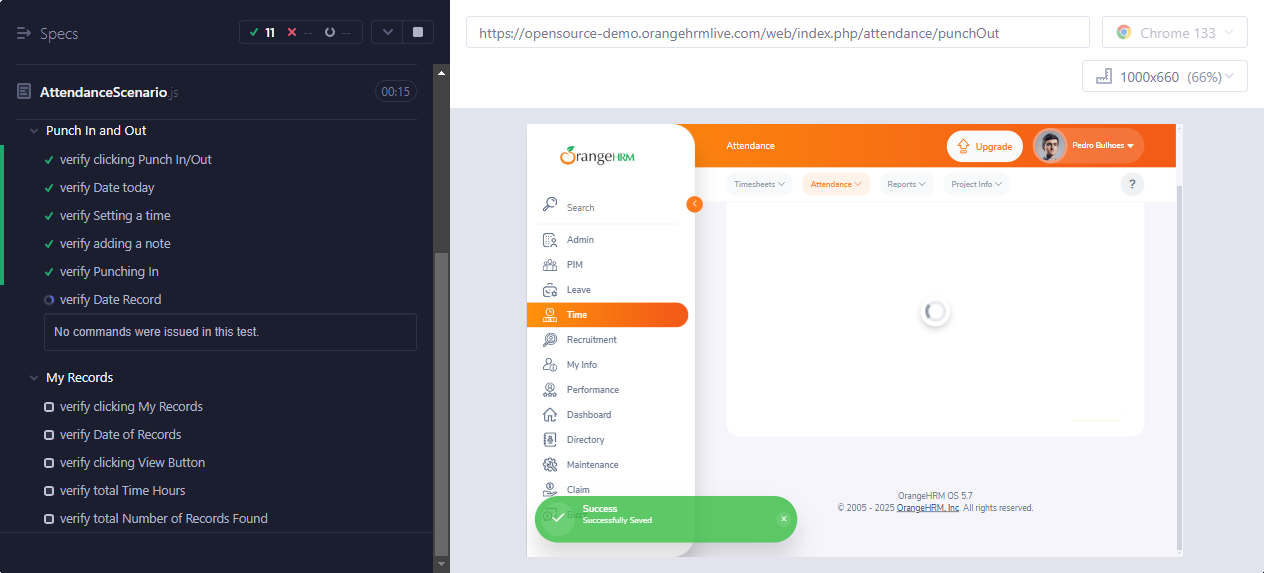 Specs
11 -- --
AttendanceScenario.js
00:15
Punch In and Out
verify clicking Punch In/Out
verify Date today
verify Setting a time
verify adding a note
verify Punching In
verify Date Record
No commands were issued in this test.
My Records
verify clicking My Records
verify Date of Records
verify clicking View Button
verify total Time Hours
verify total Number of Records Found
https://opensource-demo.orangehrmlive.com/web/index.php/attendance/punchOut
Chrome 133
1000x660 (66%)
OrangeHRM
Attendance
Upgrade
Pedro Bulhoes
Timesheets
Attendance
Reports
Project Info
?
Search
Admin
PIM
Leave
Time
Recruitment
My Info
Performance
Dashboard
Directory
Maintenance
Claim
Success
Successfully Saved
OrangeHRM OS 5.7
© 2005 - 2025 OrangeHRM, Inc. All rights reserved.